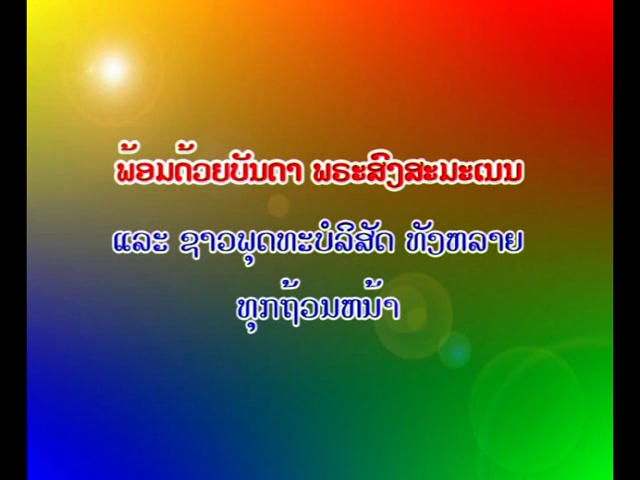 ພ້ອມດ້ວຍບັນດາ ພຣະສົງສະມະເນນ
ແລະ ຊາວພຸດທະບໍລິສັດ ທັງຫລາຍ
ທຸກຖ້ວນຫນ້າ